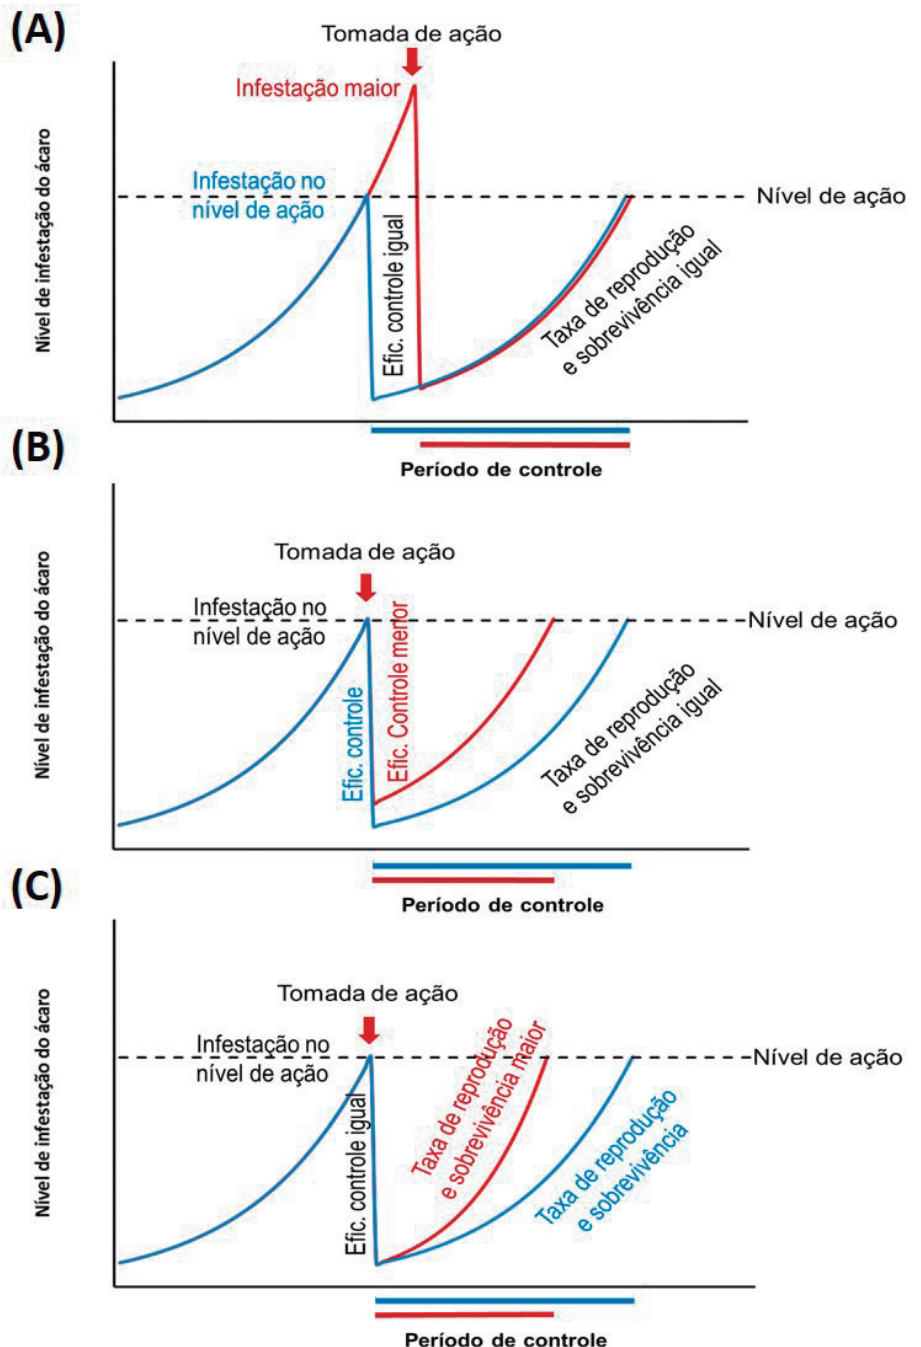 (A)
Tomada de ação
Infestação maior
Infestação no
nível de ação
Nível de ação
Nível de infestação do ácaro
Efic. controle igual
Taxa de reprodução
e sobrevivência igual
Período de controle
(B)
Tomada de ação
Infestação no
nível de ação
Nível de ação
Nível de infestação do ácaro
Efic. controle
Efic. Controle menor
Taxa de reprodução
e sobrevivência igual
Período de controle
(C)
Tomada de ação
Infestação no
nível de ação
Nível de ação
Nível de infestação do ácaro
Efic. controle igual
Taxa de reprodução
e sobrevivência maior
Taxa de reprodução
e sobrevivência
Período de controle